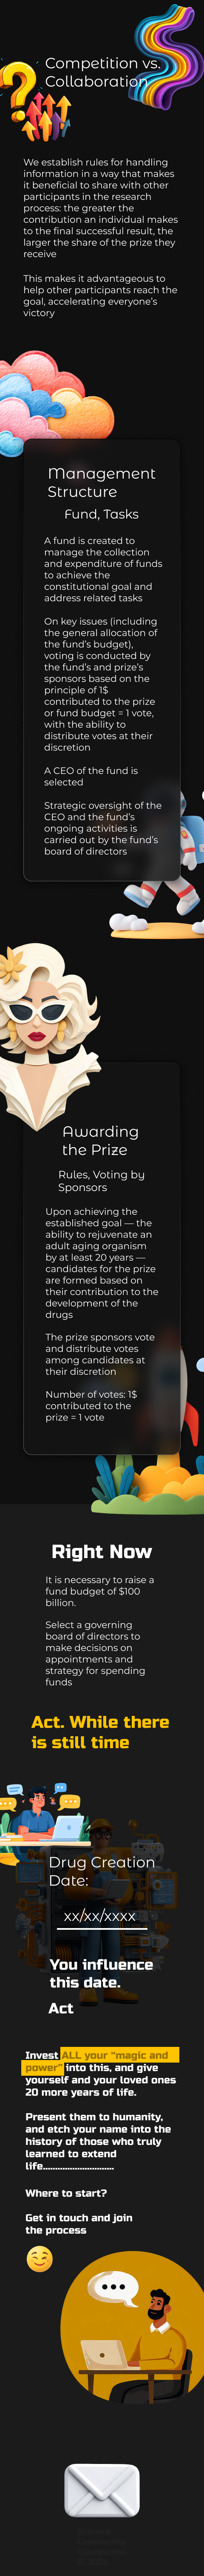 Competition vs.
Collaboration
We establish rules for handling
information in a way that makes
it beneficial to share with other
participants in the research
process: the greater the
contribution an individual makes
to the final successful result, the
larger the share of the prize they
receive
This makes it advantageous to
help other participants reach the
goal, accelerating everyone's
victory
Management
Structure
Fund, Tasks
A fund is created to
manage the collection
and expenditure of funds
to achieve the
constitutional goal and
address related tasks
On key issues (including
the general allocation of
the fund's budget),
voting is conducted by
the fund's and prize's
sponsors based on the
principle of 1$
contributed to the prize
or fund budget = 1 vote,
with the ability to
distribute votes at their
discretion
A CEO of the fund is
selected
Strategic oversight of the
CEO and the fund's
ongoing activities is
carried out by the fund's
board of directors
Awarding
the Prize
Rules, Voting by
Sponsors
Upon achieving the
established goal — the
ability to rejuvenate an
adult aging organism
by at least 20 years —
candidates for the prize
are formed based on
their contribution to the
development of the
drugs
The prize sponsors vote
and distribute votes
among candidates at
their discretion
Number of votes: 1$
contributed to the
prize = 1 vote
Right Now
It is necessary to raise a
fund budget of $100
billion.
Select a governing
board of directors to
make decisions on
appointments and
strategy for spending
funds
Act. While there
is still time
Drug Creation
Date:
xx/xx/xxxx
You influence
this date.
Act
Invest ALL your "magic and
power" into this, and give
yourself and your loved ones
20 more years of life.
Present them to humanity,
and etch your name into the
history of those who truly
learned to extend
life............................
Where to start?
Get in touch and join
the process